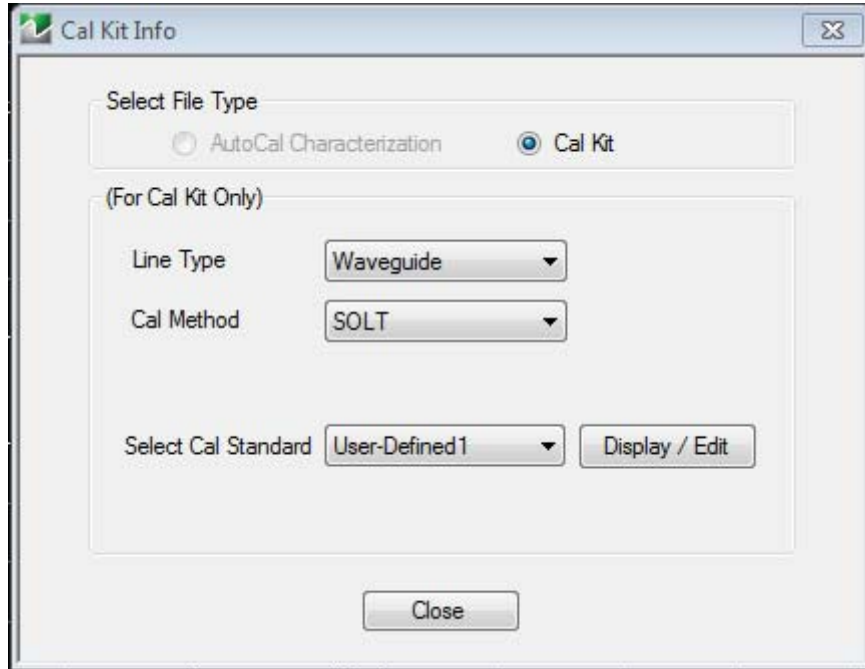 Cal Kit Info
Select File Type
AutoCal Characterization Cal Kit
(For Cal Kit Only)
Line Type Waveguide
Cal Method SOLT
Select Cal Standard User-Defined1 Display / Edit
Close